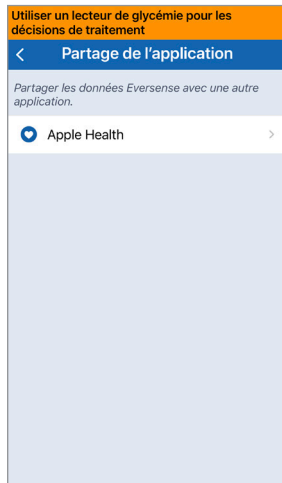 Utiliser un lecteur de glycémie pour les
décisions de traitement
Partage de l'application
Partager les données Eversense avec une autre
application.
Apple Health